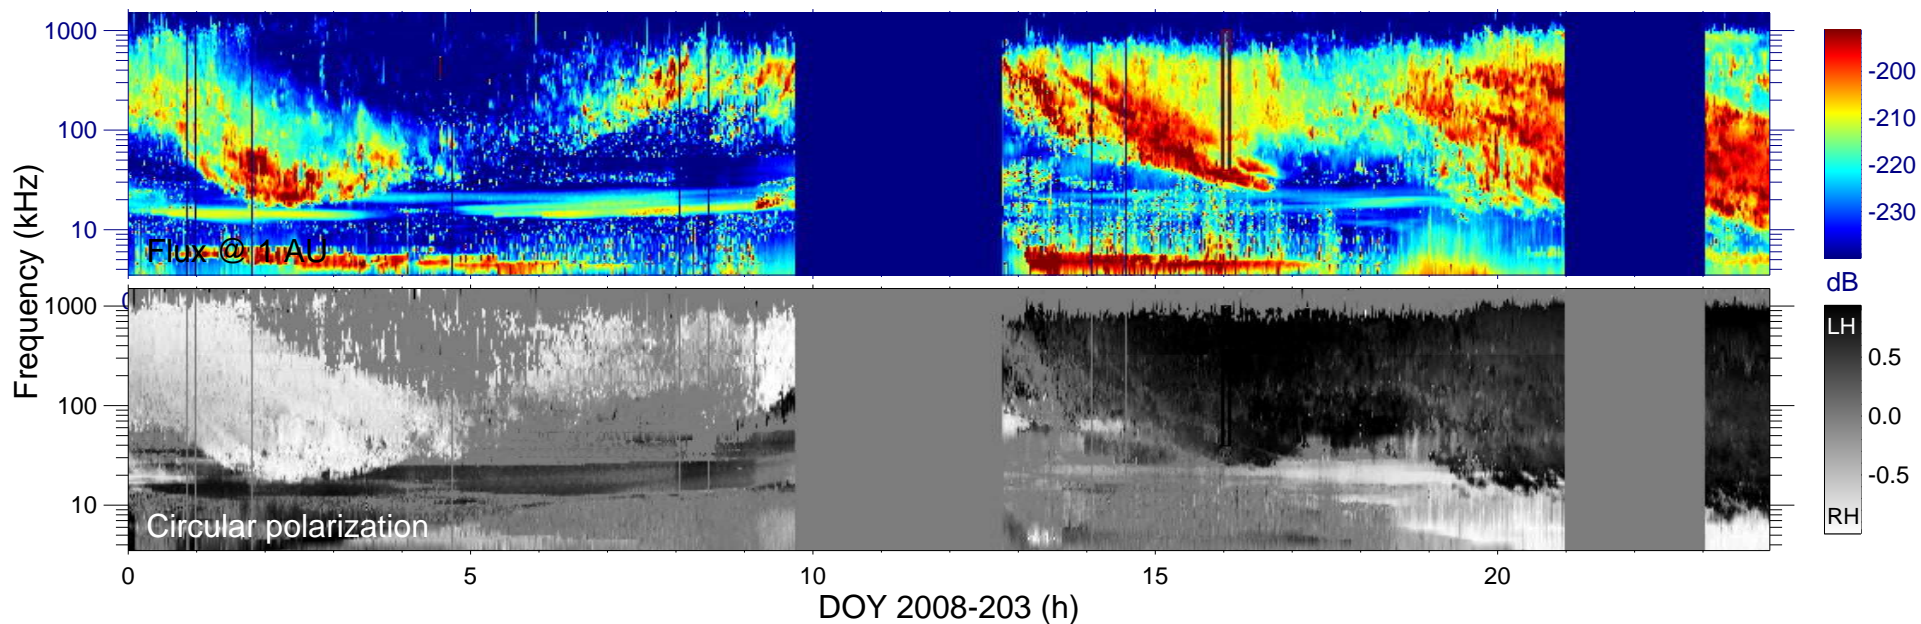 1000
100
10
Flux @ 1 AU
0
-200
-210
-220
-230
dB
Frequency (kHz)
1000
100
10
Circular polarization
LH
0.5
0.0
-0.5
RH
0
5
10
15
20
DOY 2008-203 (h)